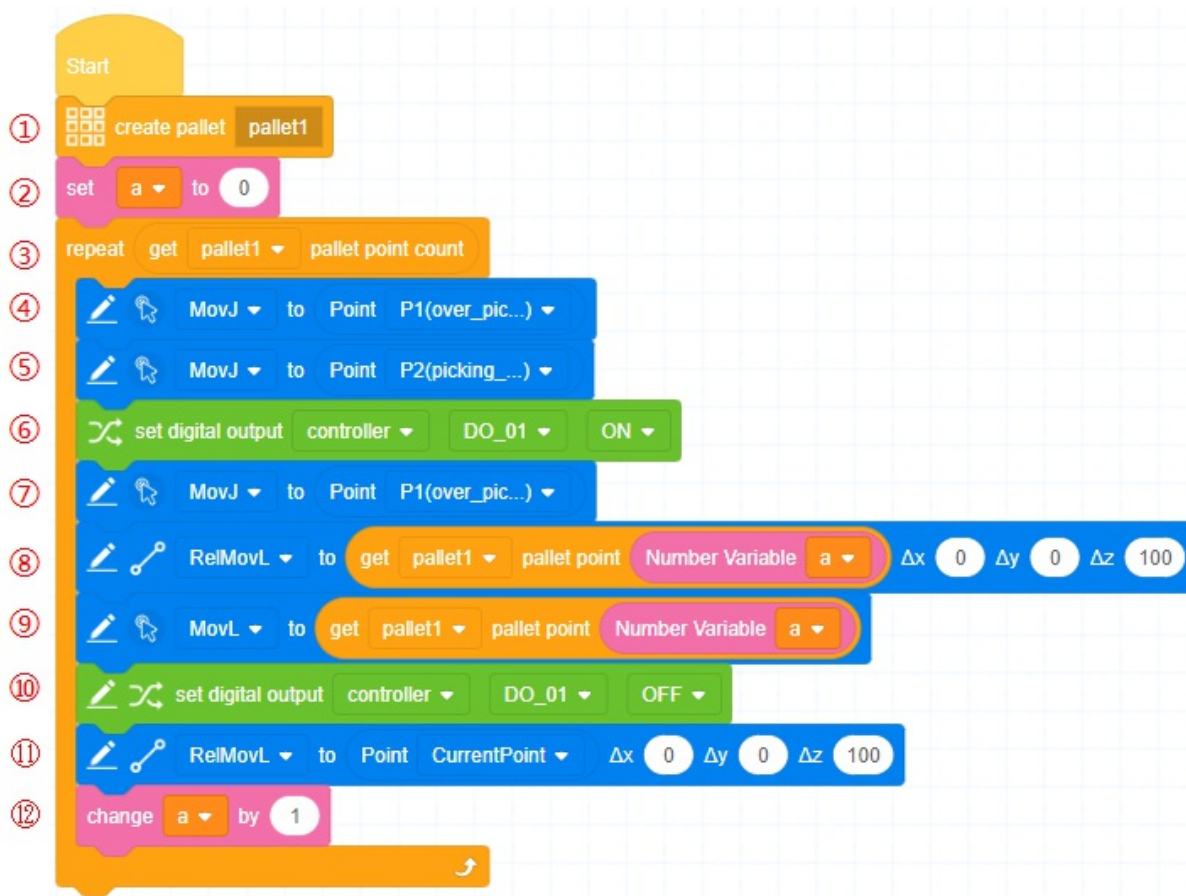 Start
① create pallet pallet1
② set a to 0
③ repeat get pallet1 pallet point count
④ MovJ to Point P1(over_pic...)
⑤ MovJ to Point P2(picking_...)
⑥ set digital output controller DO_01 ON
⑦ MovJ to Point P1(over_pic...)
⑧ RelMovL to get pallet1 pallet point Number Variable a Δx 0 Δy 0 Δz 100
⑨ MovL to get pallet1 pallet point Number Variable a
⑩ set digital output controller DO_01 OFF
⑪ RelMovL to Point CurrentPoint Δx 0 Δy 0 Δz 100
⑫ change a by 1